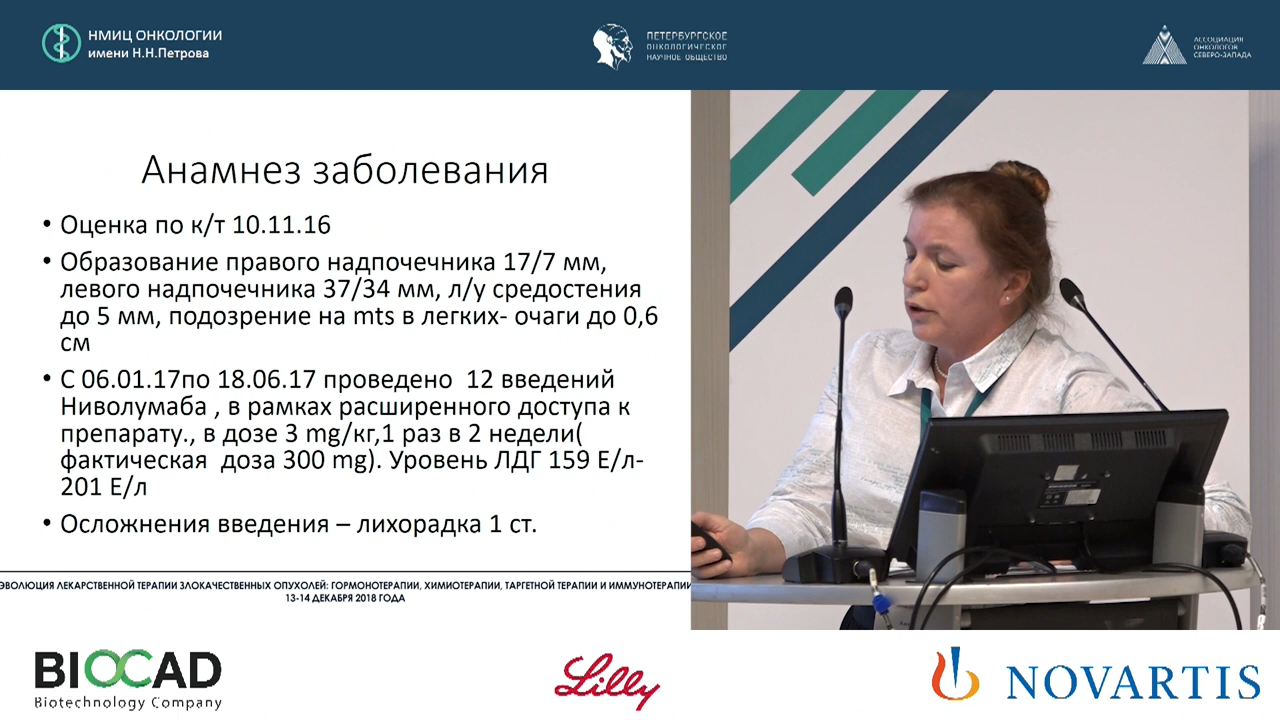 НМИЦ ОНКОЛОГИИ
имени Н.Н.Петрова
ПЕТЕРБУРГСКОЕ
ОНКОЛОГИЧЕСКОЕ
НАУЧНОЕ ОБЩЕСТВО
АССОЦИАЦИЯ
ОНКОЛОГОВ
СЕВЕРО-ЗАПАДА
Анамнез заболевания
• Оценка по к/т 10.11.16
• Образование правого надпочечника 17/7 мм,
левого надпочечника 37/34 мм, л/у средостения
до 5 мм, подозрение на mts в легких- очаги до 0,6
см
• С 06.01.17по 18.06.17 проведено  12 введений
Ниволумаба , в рамках расширенного доступа к
препарату., в дозе 3 mg/кг,1 раз в 2 недели(
фактическая  доза 300 mg). Уровень ЛДГ 159 Е/л-
201 Е/л
• Осложнения введения – лихорадка 1 ст.
ЭВОЛЮЦИЯ ЛЕКАРСТВЕННОЙ ТЕРАПИИ ЗЛОКАЧЕСТВЕННЫХ ОПУХОЛЕЙ: ГОРМОНОТЕРАПИИ, ХИМИОТЕРАПИИ, ТАРГЕТНОЙ ТЕРАПИИ И ИММУНОТЕРАПИИ
13-14 ДЕКАБРЯ 2018 ГОДА
BIOCAD
Biotechnology Company
Lilly
NOVARTIS